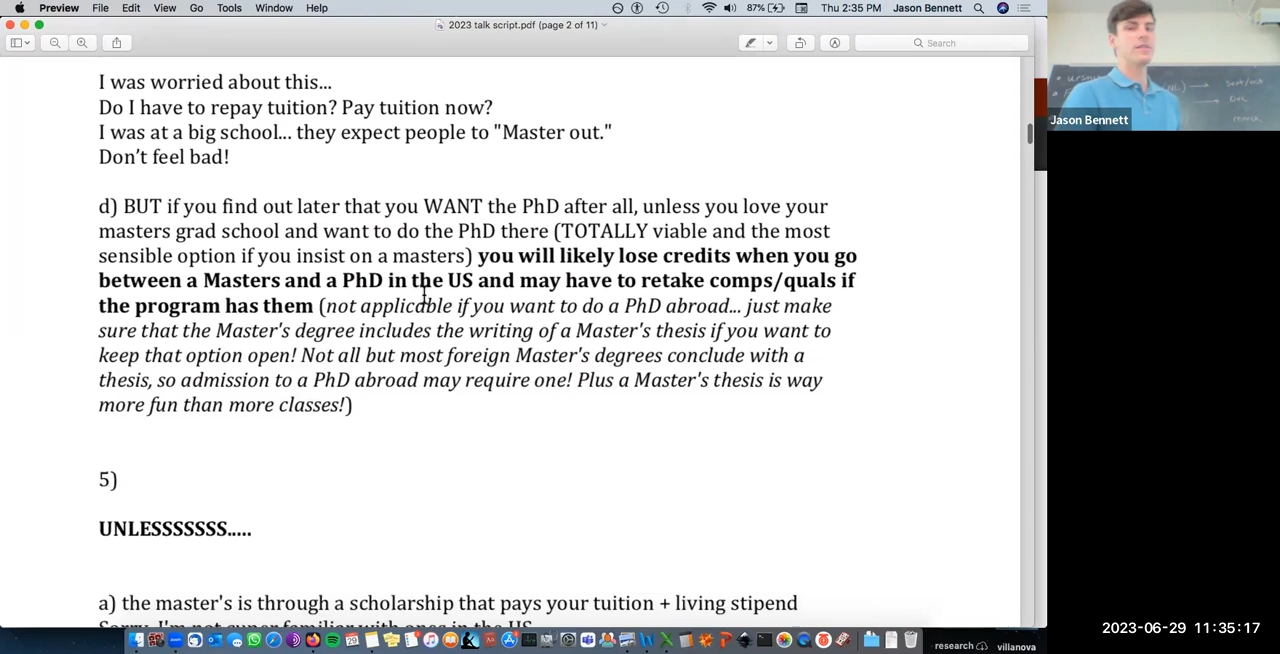 Preview File Edit View Go Tools Window Help 87% Thu 2:35 PM Jason Bennett
2023 talk script.pdf (page 2 of 11)
Search
I was worried about this...
Do I have to repay tuition? Pay tuition now?
I was at a big school... they expect people to "Master out."
Don't feel bad!
d) BUT if you find out later that you WANT the PhD after all, unless you love your
masters grad school and want to do the PhD there (TOTALLY viable and the most
sensible option if you insist on a masters) you will likely lose credits when you go
between a Masters and a PhD in the US and may have to retake comps/quals if
the program has them (not applicable if you want to do a PhD abroad... just make
sure that the Master's degree includes the writing of a Master's thesis if you want to
keep that option open! Not all but most foreign Master's degrees conclude with a
thesis, so admission to a PhD abroad may require one! Plus a Master's thesis is way
more fun than more classes!)
5)
UNLESSSSSSS.....
a) the master's is through a scholarship that pays your tuition + living stipend
Sorry, I'm not super familiar with ones in the US
research villanova
Jason Bennett
2023-06-29 11:35:17